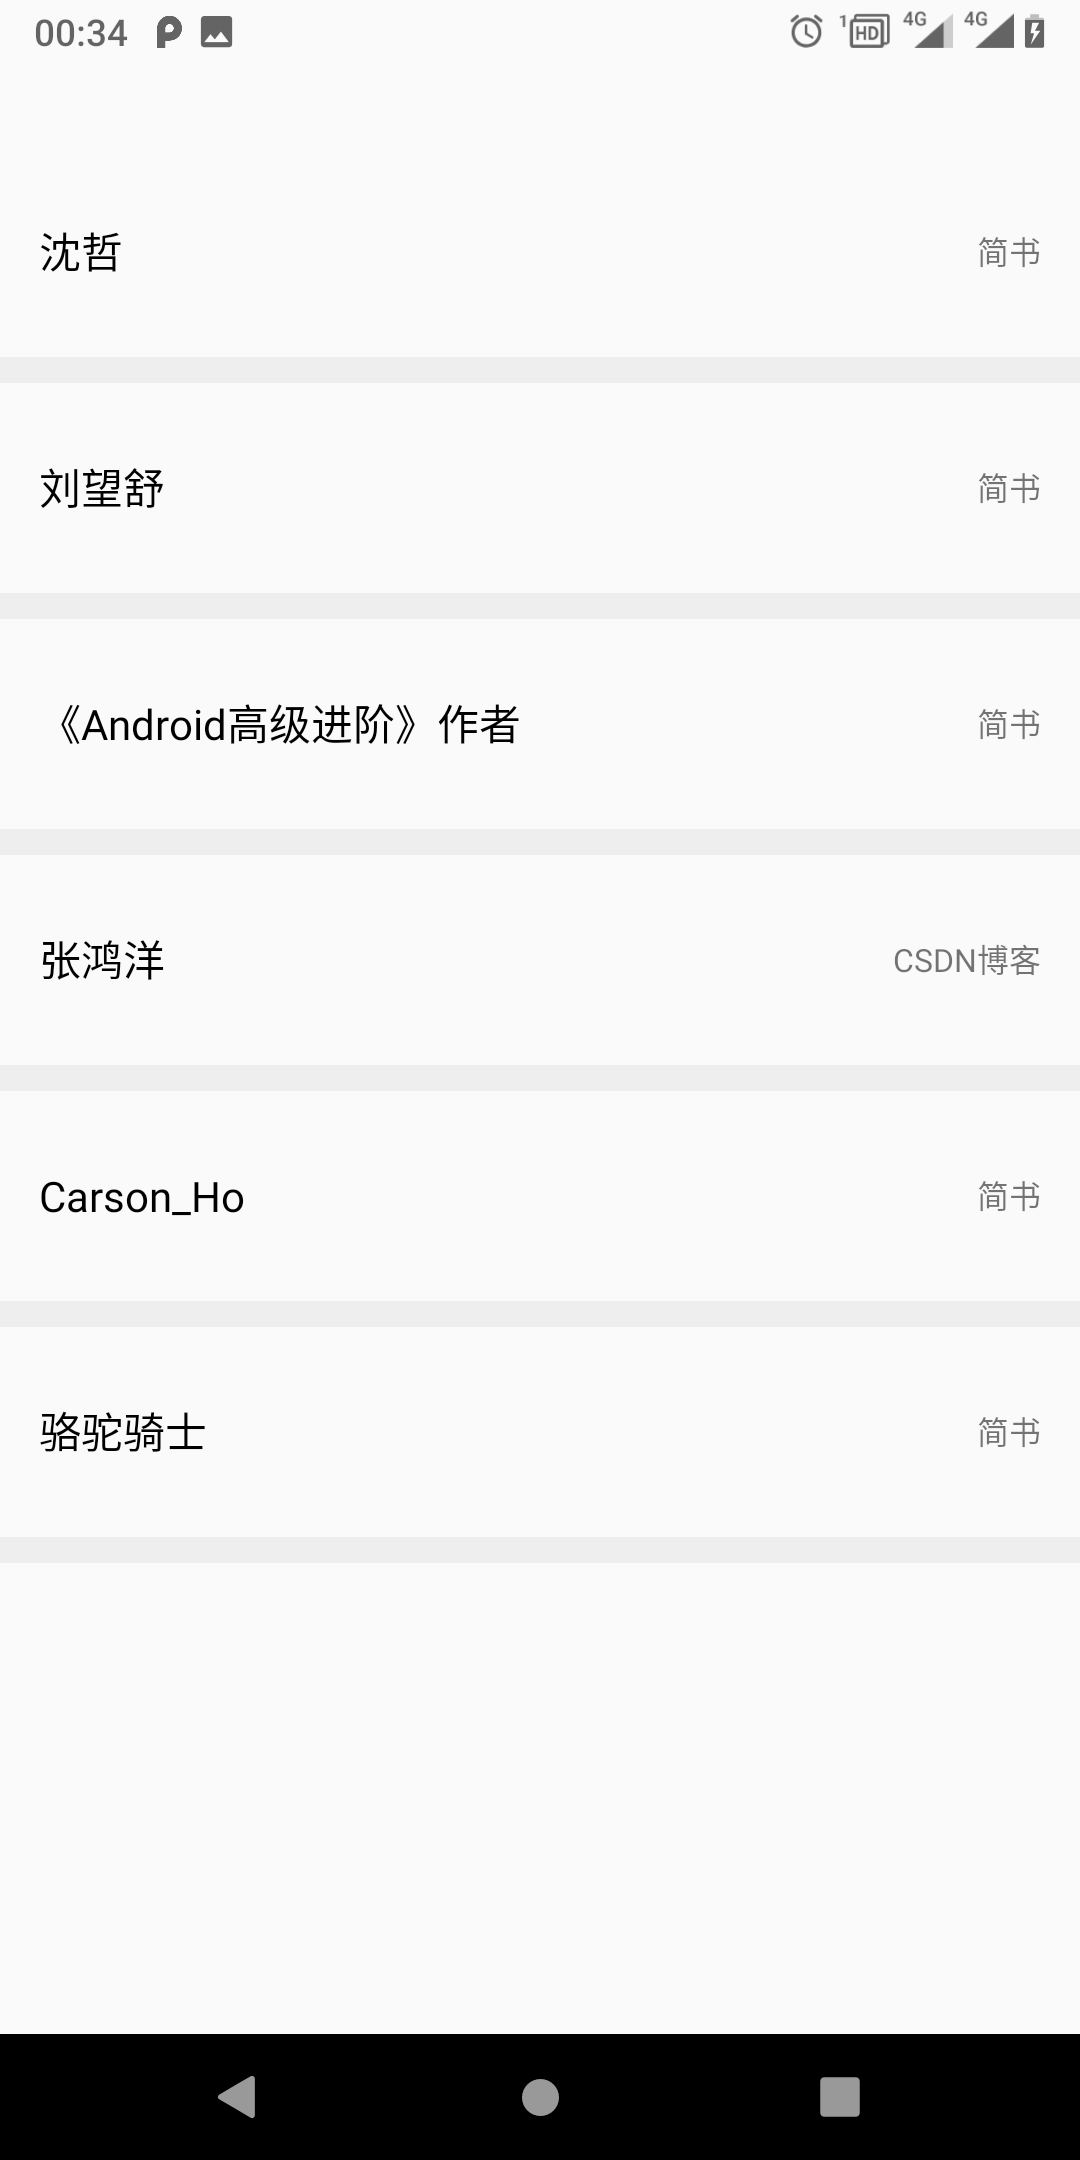 00:34 1 HD 4G 4G
沈哲 简书
刘望舒 简书
《Android高级进阶》作者 简书
张鸿洋 CSDN博客
Carson_Ho 简书
骆驼骑士 简书